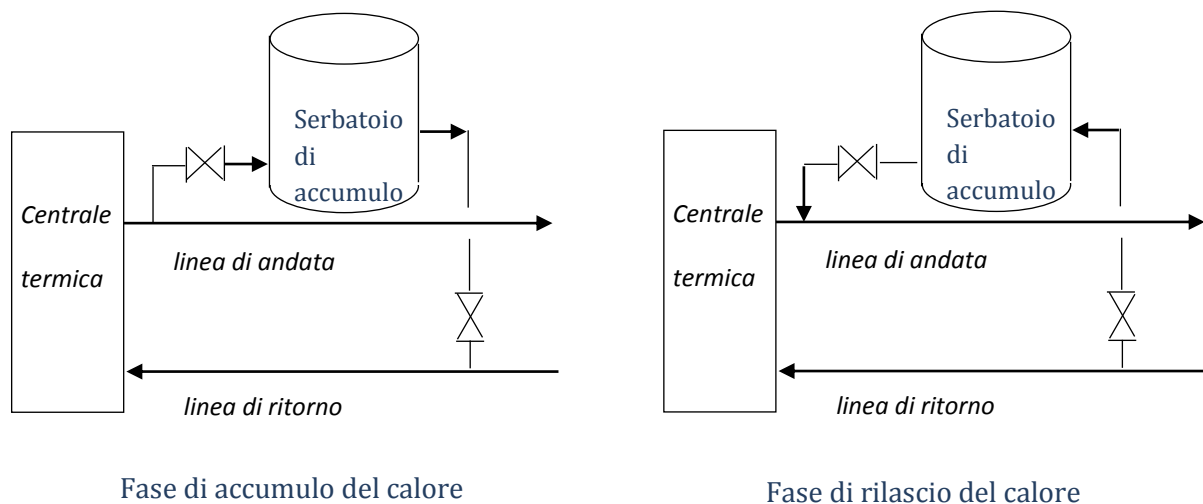 Serbatoio
di
accumulo
Centrale
termica
linea di andata
linea di ritorno
Fase di accumulo del calore
Serbatoio
di
accumulo
Centrale
termica
linea di andata
linea di ritorno
Fase di rilascio del calore